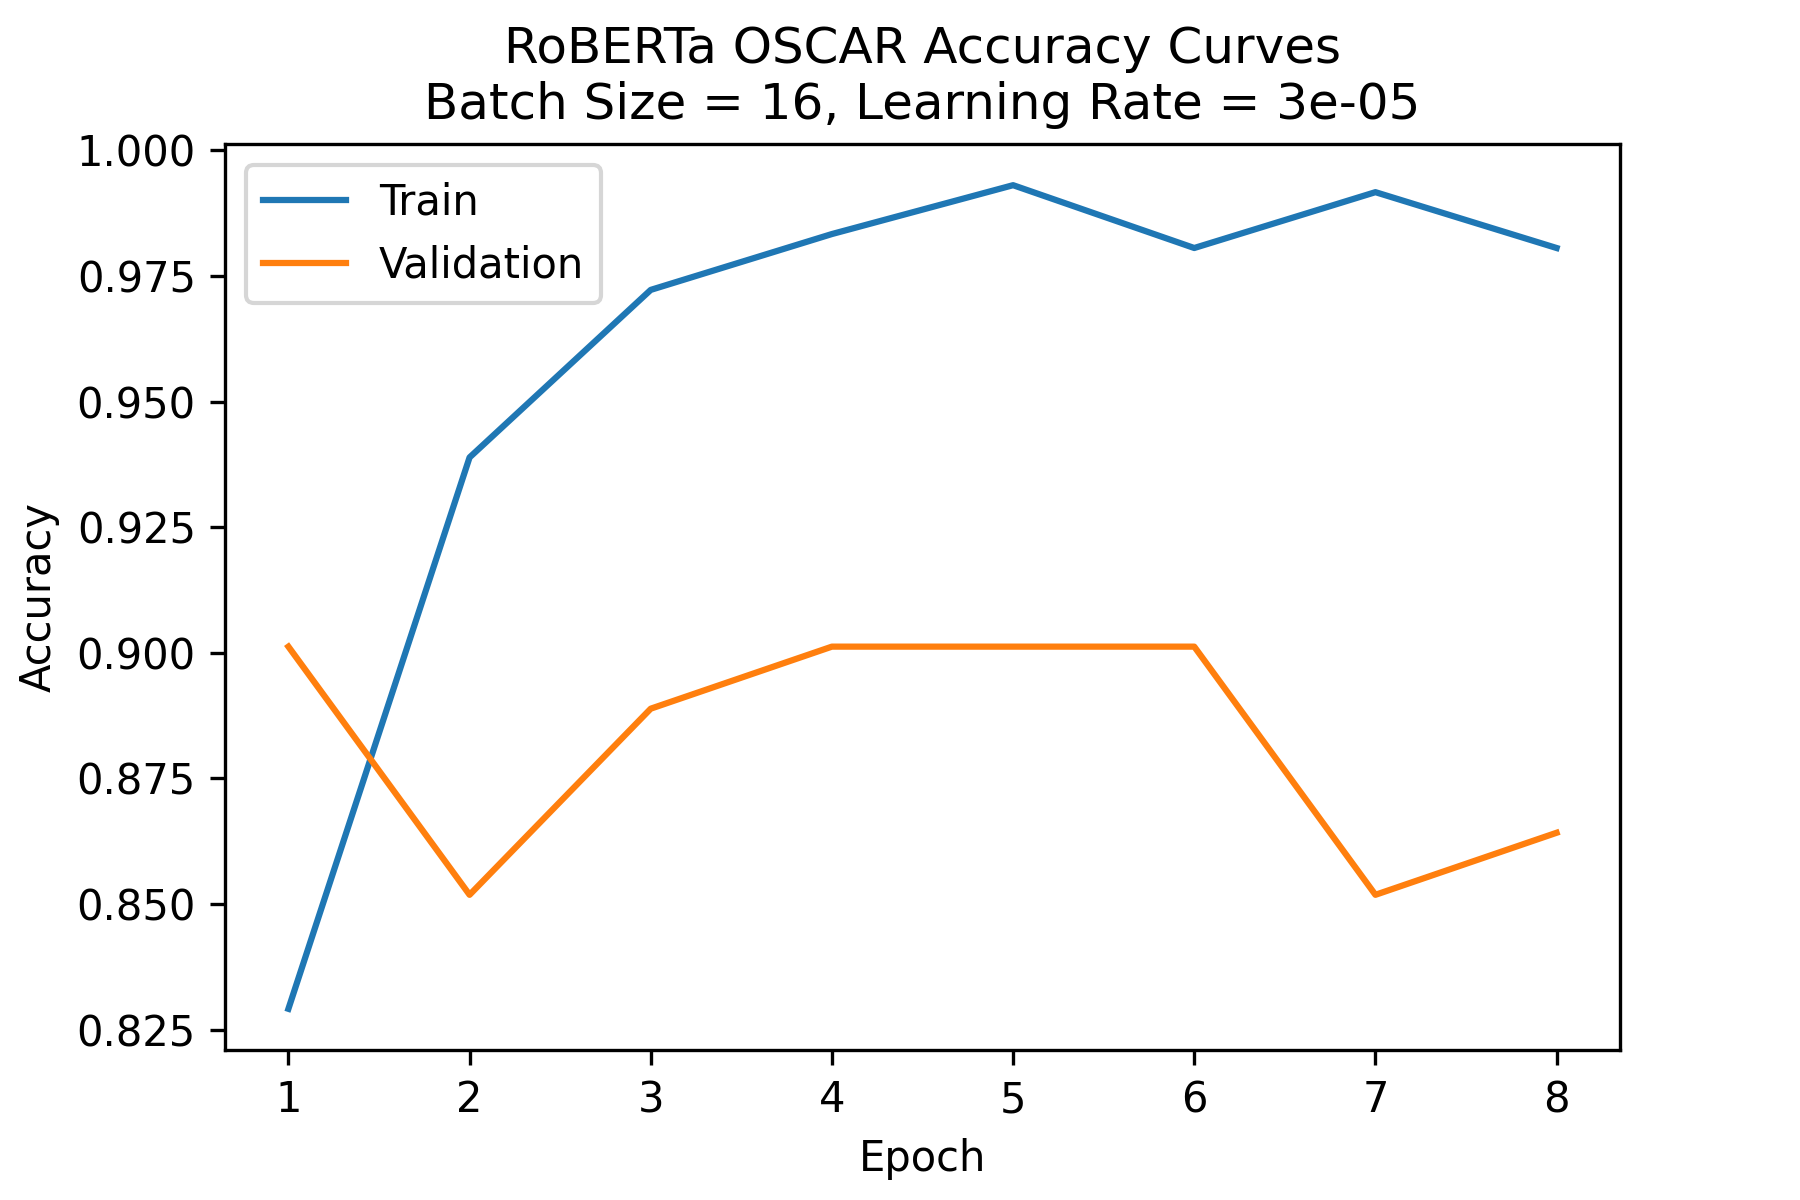 RoBERTa OSCAR Accuracy Curves
Batch Size = 16, Learning Rate = 3e-05
1.000
0.975
0.950
0.925
0.900
0.875
0.850
0.825
Accuracy
Train
Validation
1 2 3 4 5 6 7 8
Epoch